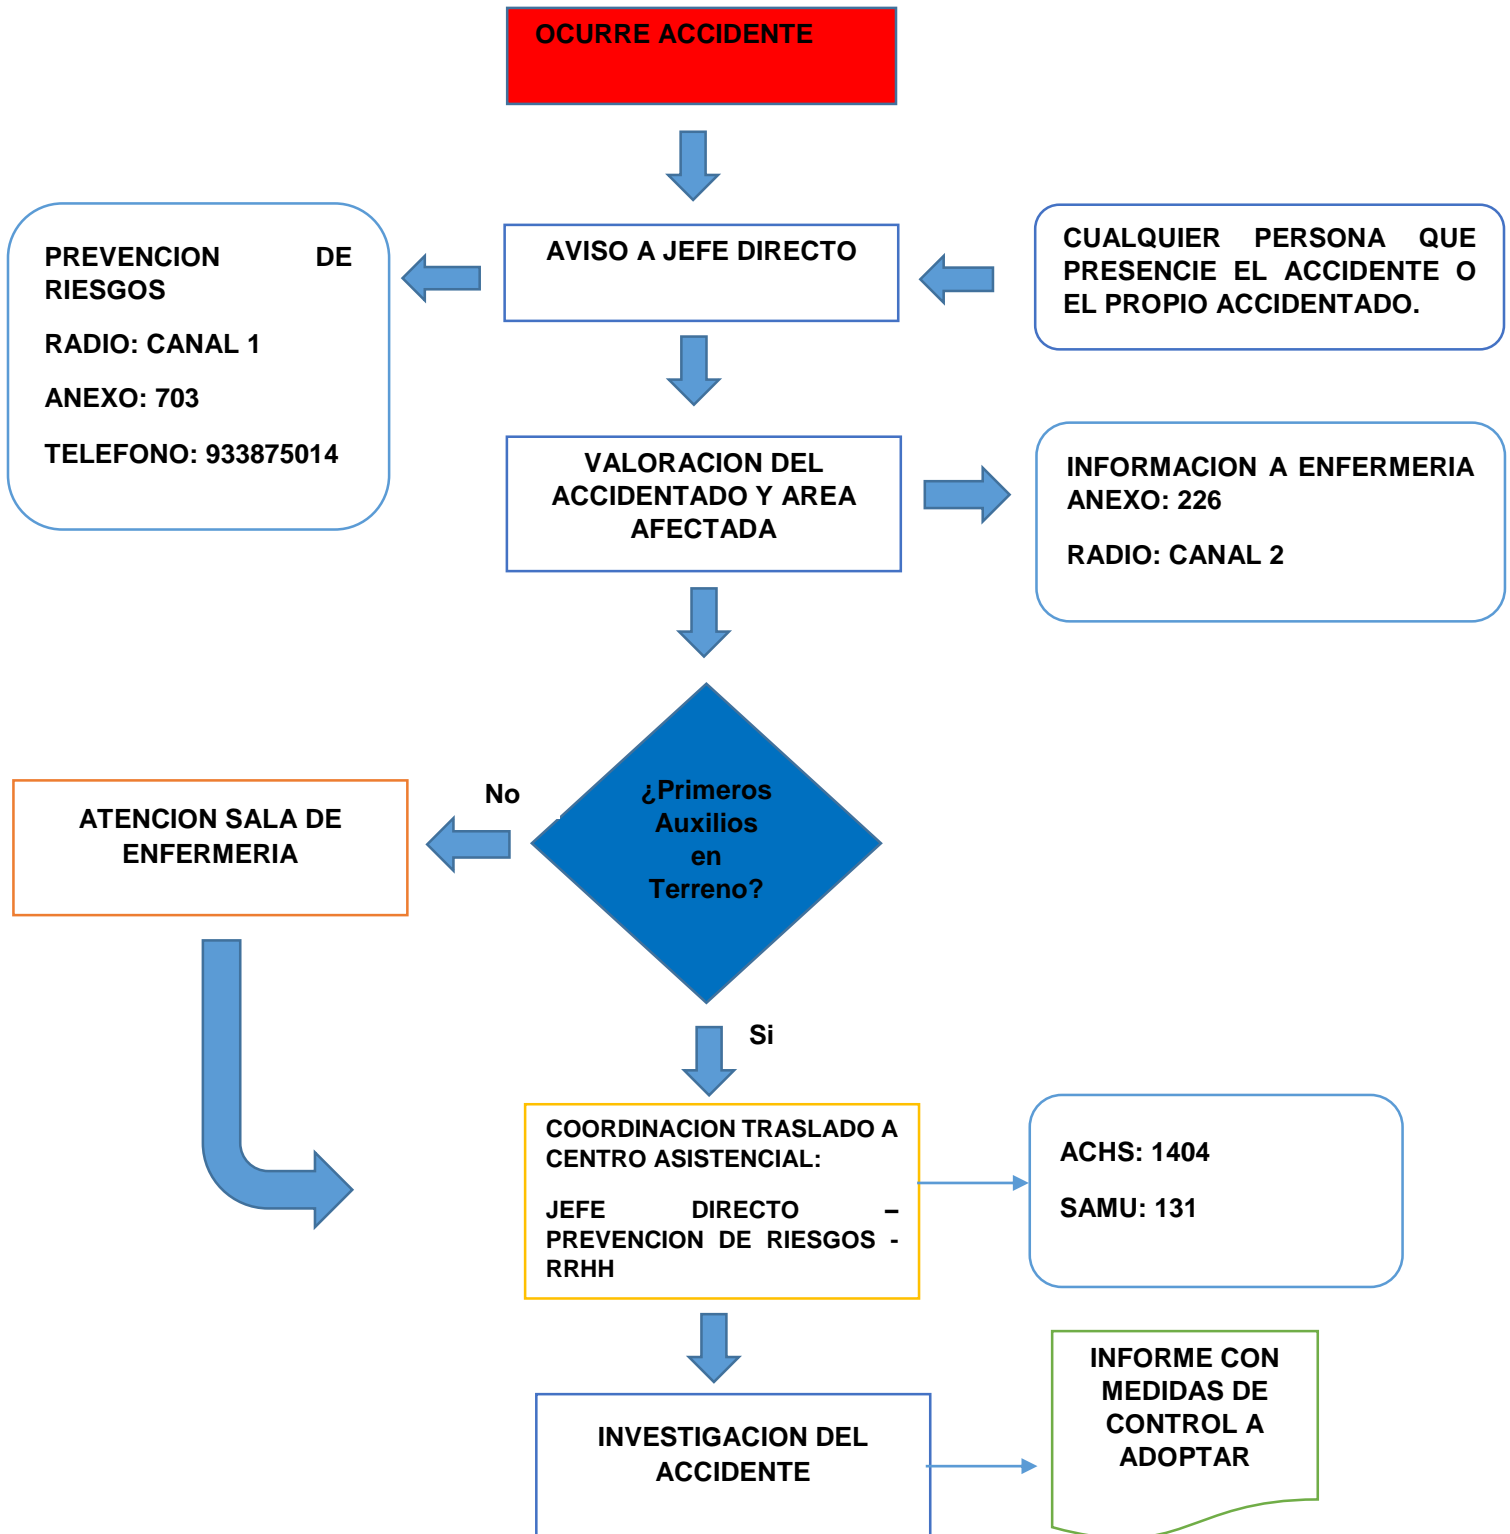 OCURRE ACCIDENTE
PREVENCION DE
RIESGOS
RADIO: CANAL 1
ANEXO: 703
TELEFONO: 933875014
AVISO A JEFE DIRECTO
CUALQUIER PERSONA QUE
PRESENCIE EL ACCIDENTE O
EL PROPIO ACCIDENTADO.
VALORACION DEL
ACCIDENTADO Y AREA
AFECTADA
INFORMACION A ENFERMERIA
ANEXO: 226
RADIO: CANAL 2
¿Primeros
Auxilios
en
Terreno?
No
ATENCION SALA DE
ENFERMERIA
Si
COORDINACION TRASLADO A
CENTRO ASISTENCIAL:
JEFE DIRECTO –
PREVENCION DE RIESGOS -
RRHH
ACHS: 1404
SAMU: 131
INVESTIGACION DEL
ACCIDENTE
INFORME CON
MEDIDAS DE
CONTROL A
ADOPTAR